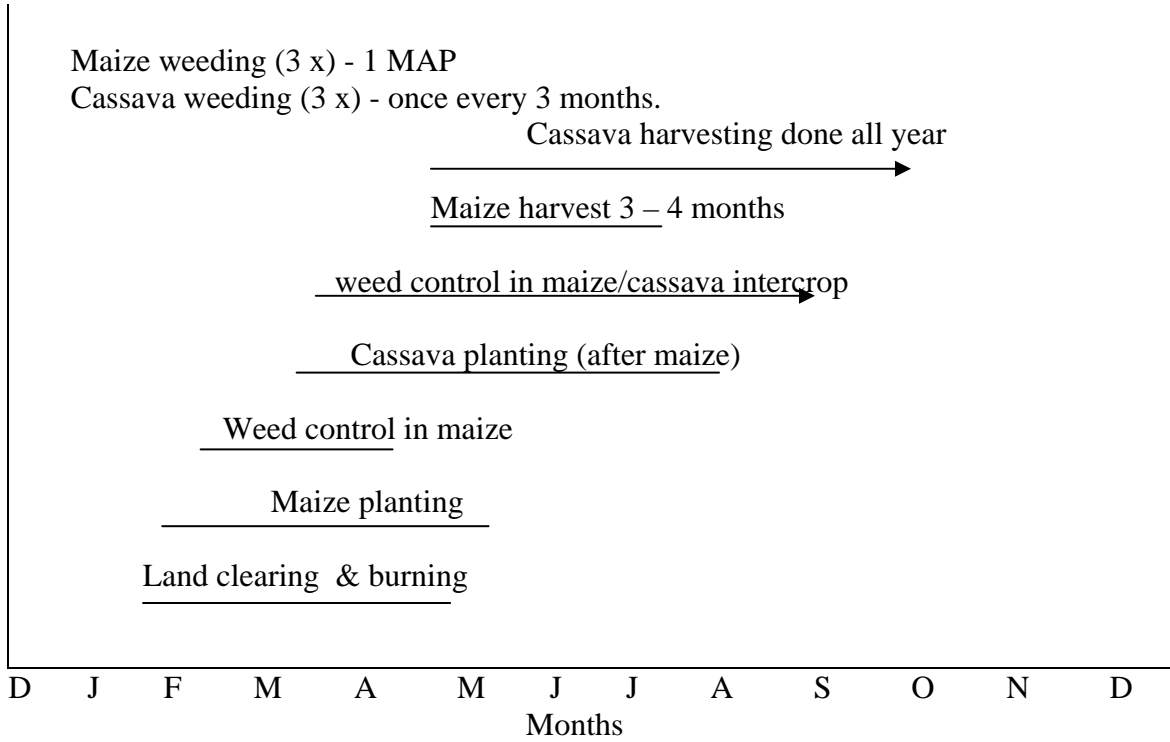 Maize weeding (3 x) - 1 MAP
Cassava weeding (3 x) - once every 3 months.
Cassava harvesting done all year
Maize harvest 3 – 4 months
weed control in maize/cassava intercrop
Cassava planting (after maize)
Weed control in maize
Maize planting
Land clearing & burning
D J F M A M J J A S O N D
Months